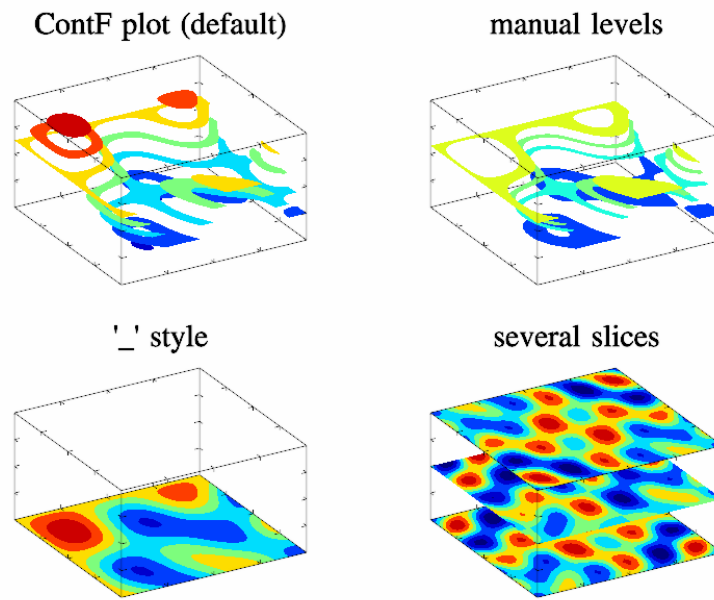 ContF plot (default)
manual levels
'_' style
several slices